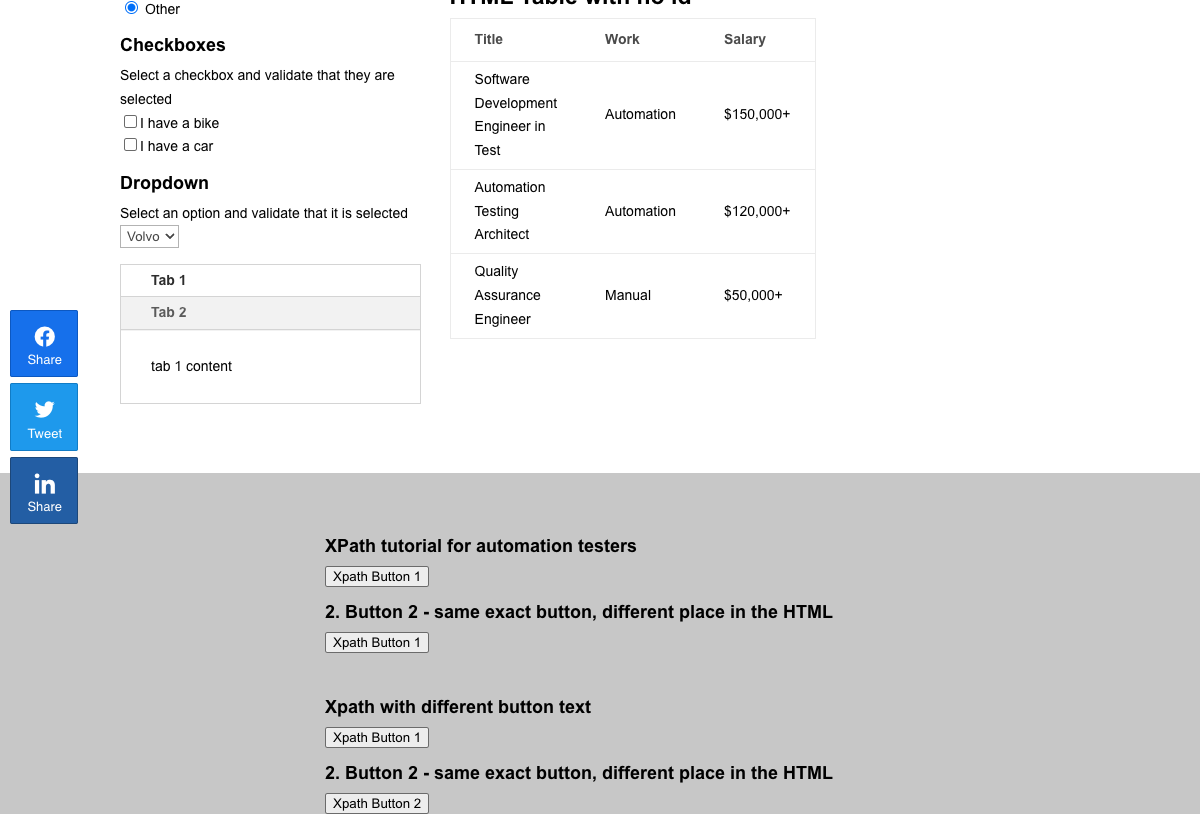 Other
Checkboxes
Select a checkbox and validate that they are
selected
I have a bike
I have a car
Dropdown
Select an option and validate that it is selected
Volvo
Tab 1
Tab 2
tab 1 content
HTML Table with no id
Title Work Salary
Software
Development
Engineer in
Test
Automation
$150,000+
Automation
Testing
Architect
Automation
$120,000+
Quality
Assurance
Engineer
Manual
$50,000+
Share
Tweet
Share
XPath tutorial for automation testers
Xpath Button 1
2. Button 2 - same exact button, different place in the HTML
Xpath Button 1
Xpath with different button text
Xpath Button 1
2. Button 2 - same exact button, different place in the HTML
Xpath Button 2